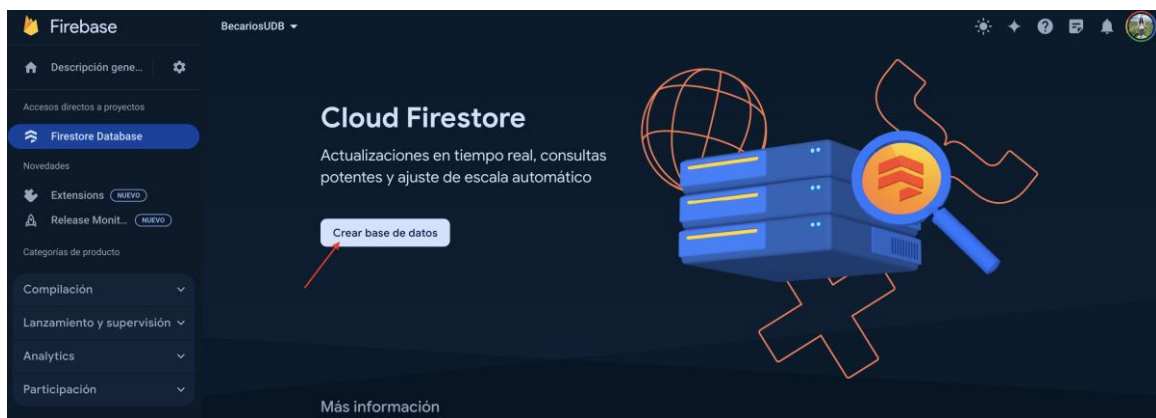 Firebase
BecariosUDB
Descripción gene...
Accesos directos a proyectos
Firestore Database
Novedades
Extensions NUEVO
Release Monit... NUEVO
Categorías de producto
Compilación
Lanzamiento y supervisión
Analytics
Participación
Cloud Firestore
Actualizaciones en tiempo real, consultas
potentes y ajuste de escala automático
Crear base de datos
Más información